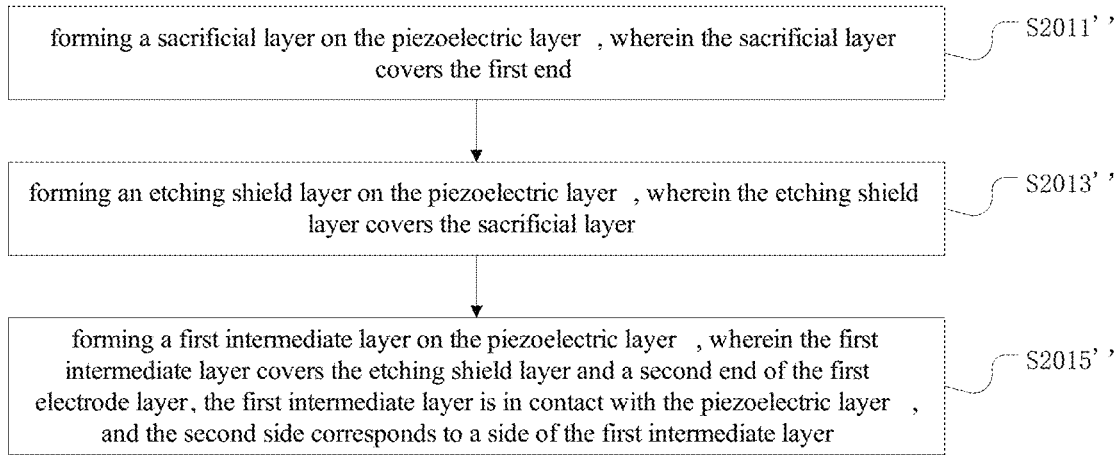 forming a sacrificial layer on the piezoelectric layer , wherein the sacrificial layer
covers the first end
S2011''
forming an etching shield layer on the piezoelectric layer , wherein the etching shield
layer covers the sacrificial layer
S2013''
forming a first intermediate layer on the piezoelectric layer , wherein the first
intermediate layer covers the etching shield layer and a second end of the first
electrode layer, the first intermediate layer is in contact with the piezoelectric layer ,
and the second side corresponds to a side of the first intermediate layer
S2015''